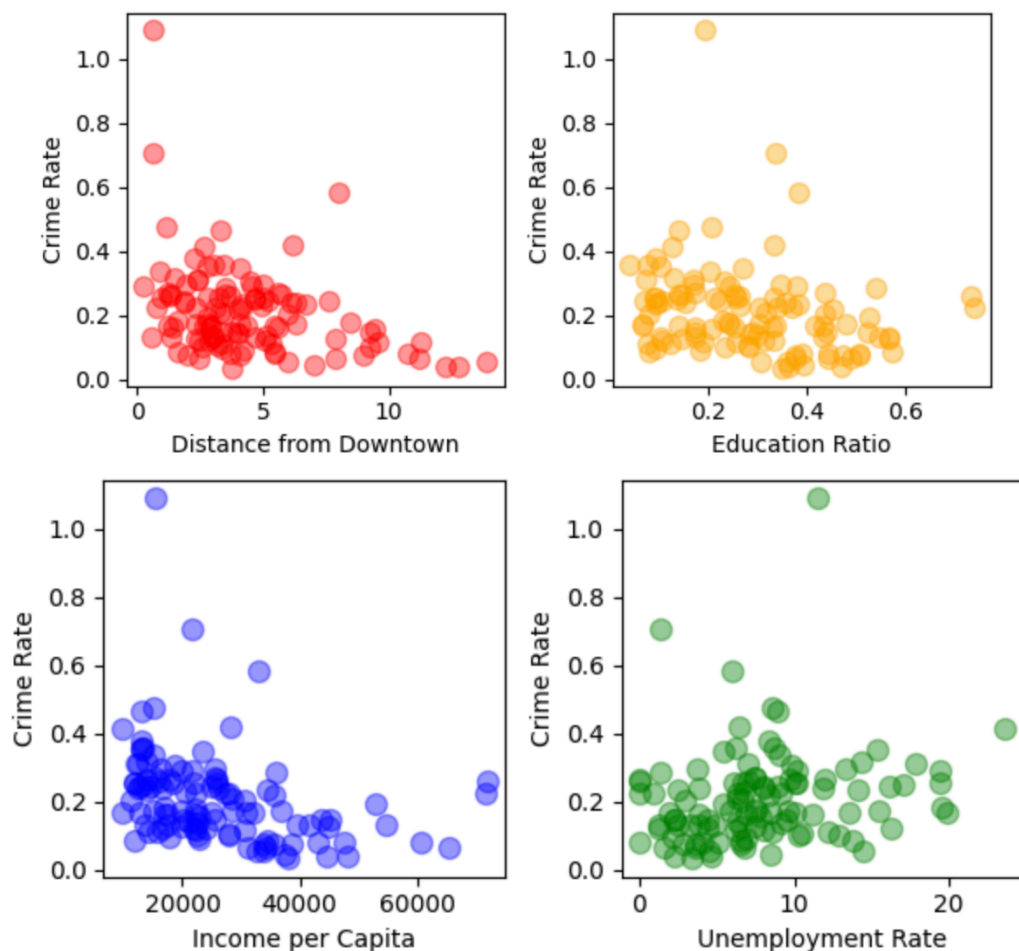 1.0
0.8
0.6
0.4
0.2
0.0
Crime Rate
0 5 10
Distance from Downtown
1.0
0.8
0.6
0.4
0.2
0.0
Crime Rate
0.2 0.4 0.6
Education Ratio
1.0
0.8
0.6
0.4
0.2
0.0
Crime Rate
20000 40000 60000
Income per Capita
1.0
0.8
0.6
0.4
0.2
0.0
Crime Rate
0 10 20
Unemployment Rate